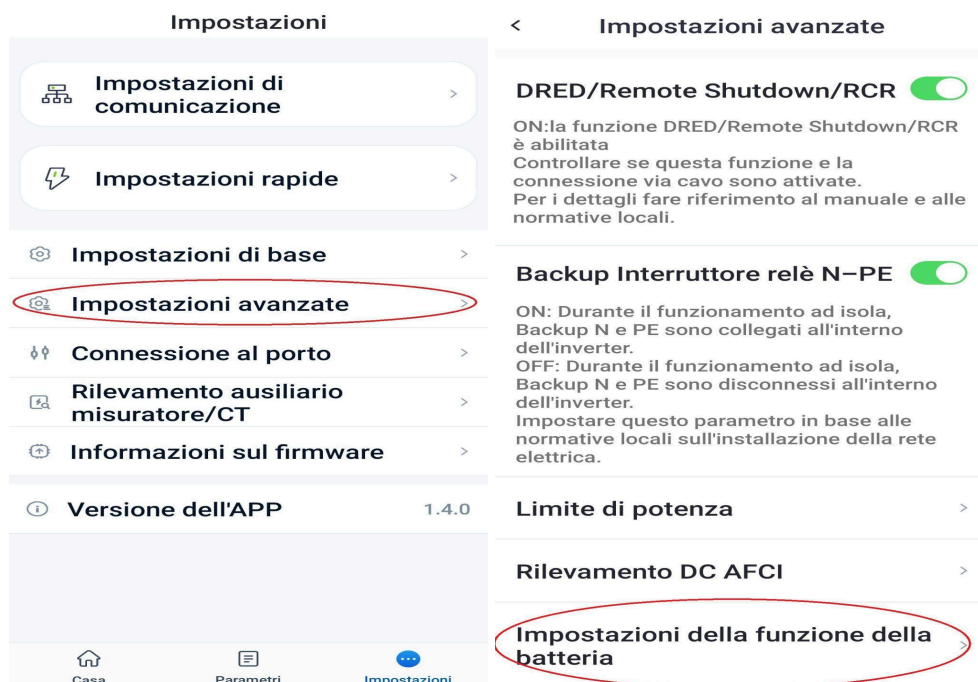 Impostazioni
Impostazioni di
comunicazione
Impostazioni rapide
Impostazioni di base
Impostazioni avanzate
Connessione al porto
Rilevamento ausiliario
misuratore/CT
Informazioni sul firmware
Versione dell'APP 1.4.0
Casa Parametri Impostazioni
Impostazioni avanzate
DRED/Remote Shutdown/RCR
ON:la funzione DRED/Remote Shutdown/RCR
è abilitata
Controllare se questa funzione e la
connessione via cavo sono attivate.
Per i dettagli fare riferimento al manuale e alle
normative locali.
Backup Interruttore relè N–PE
ON: Durante il funzionamento ad isola,
Backup N e PE sono collegati all'interno
dell'inverter.
OFF: Durante il funzionamento ad isola,
Backup N e PE sono disconnessi all'interno
dell'inverter.
Impostare questo parametro in base alle
normative locali sull'installazione della rete
elettrica.
Limite di potenza
Rilevamento DC AFCI
Impostazioni della funzione della
batteria